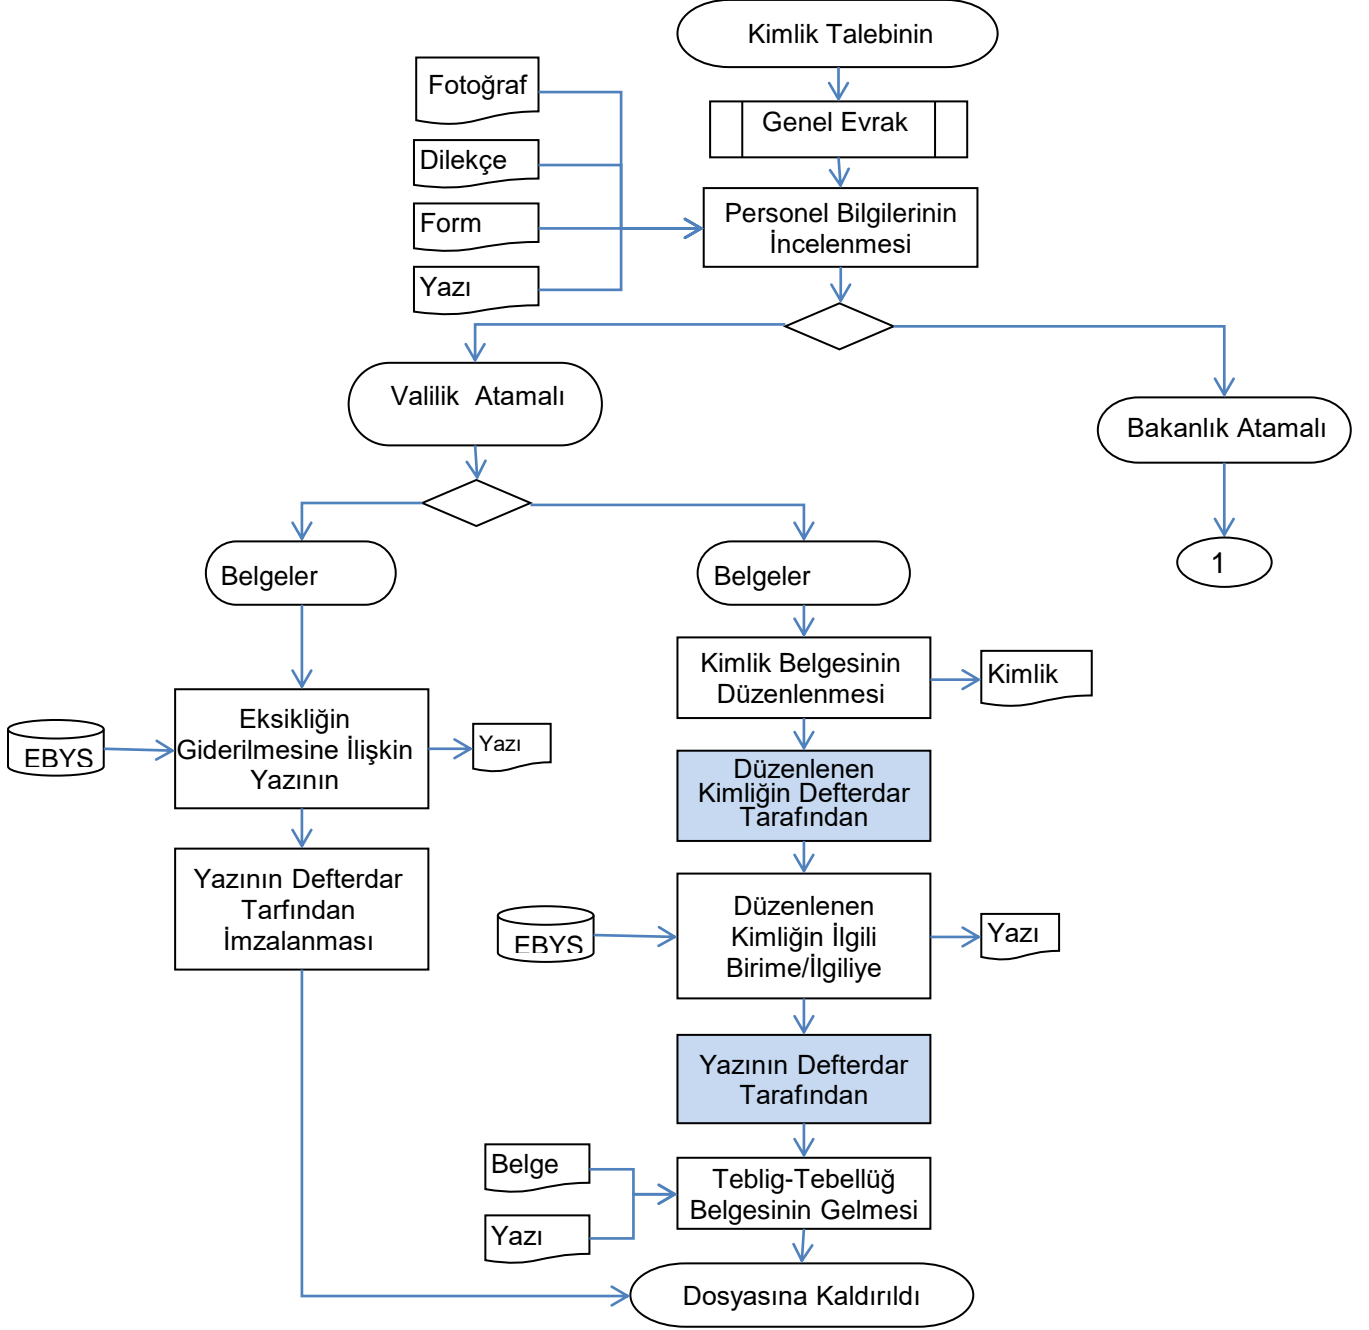 Kimlik Talebinin
Fotoğraf
Genel Evrak
Dilekçe
Form
Personel Bilgilerinin
İncelenmesi
Yazı
Valilik Atamalı
Bakanlık Atamalı
1
Belgeler
Belgeler
Kimlik Belgesinin
Düzenlenmesi
Kimlik
EBYS
Eksikliğin
Giderilmesine İlişkin
Yazının
Yazı
Düzenlenen
Kimliğin Defterdar
Tarafından
Yazının Defterdar
Tarfından
İmzalanması
EBYS
Düzenlenen
Kimliğin İlgili
Birime/İlgiliye
Yazı
Yazının Defterdar
Tarafından
Belge
Yazı
Teblig-Tebellüğ
Belgesinin Gelmesi
Dosyasına Kaldırıldı